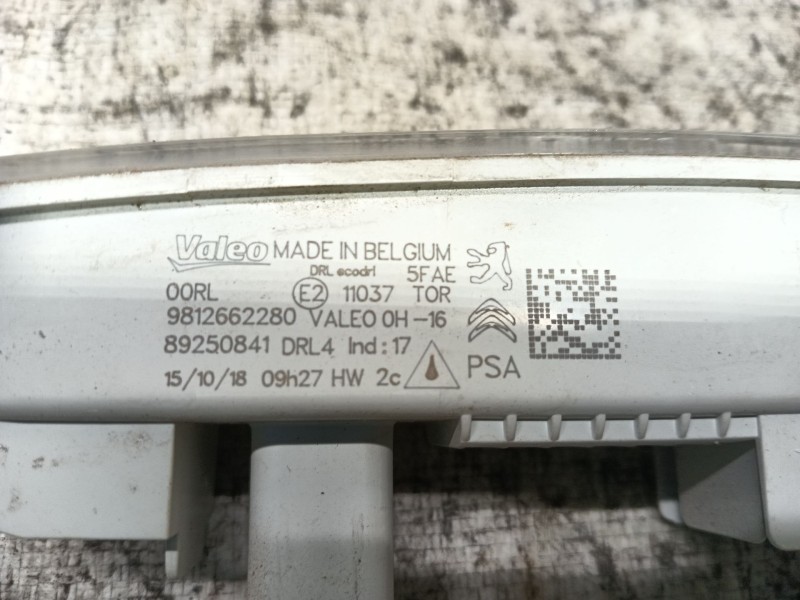 Valeo MADE IN BELGIUM
DRL ecodrl 5FAE
00RL E2 11037 TOR
9812662280 VALEO 0H-16
89250841 DRL4 Ind:17
15/10/18 09h27 HW 2c
PSA